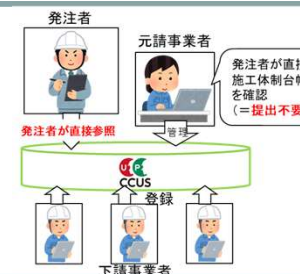 発注者
元請事業者
発注者が直接
施工体制台帳
を確認
(=提出不要
発注者が直接参照
管理
UP
CCUS
登録
下請事業者